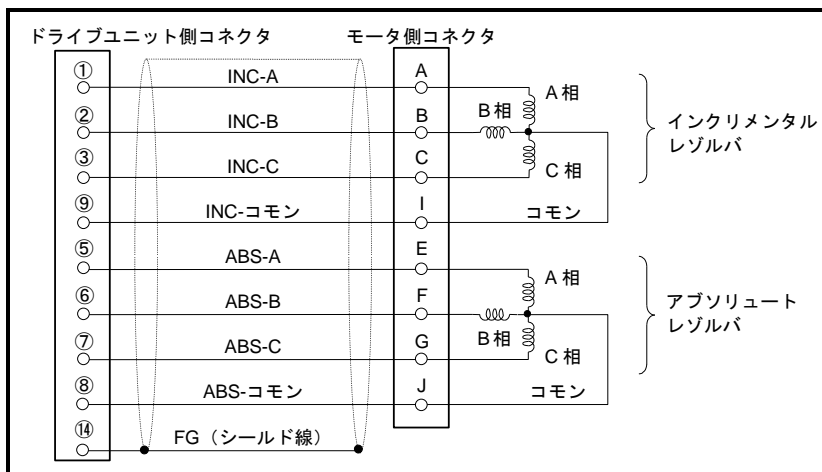 ドライブユニット側コネクタ モータ側コネクタ
① INC-A A A相
② INC-B B B相
インクリメンタル
レゾルバ
③ INC-C C C相
⑨ INC-コモン I コモン
⑤ ABS-A E A相
⑥ ABS-B F B相
アブソリュート
レゾルバ
⑦ ABS-C G C相
⑧ ABS-コモン J コモン
⑭ FG（シールド線）